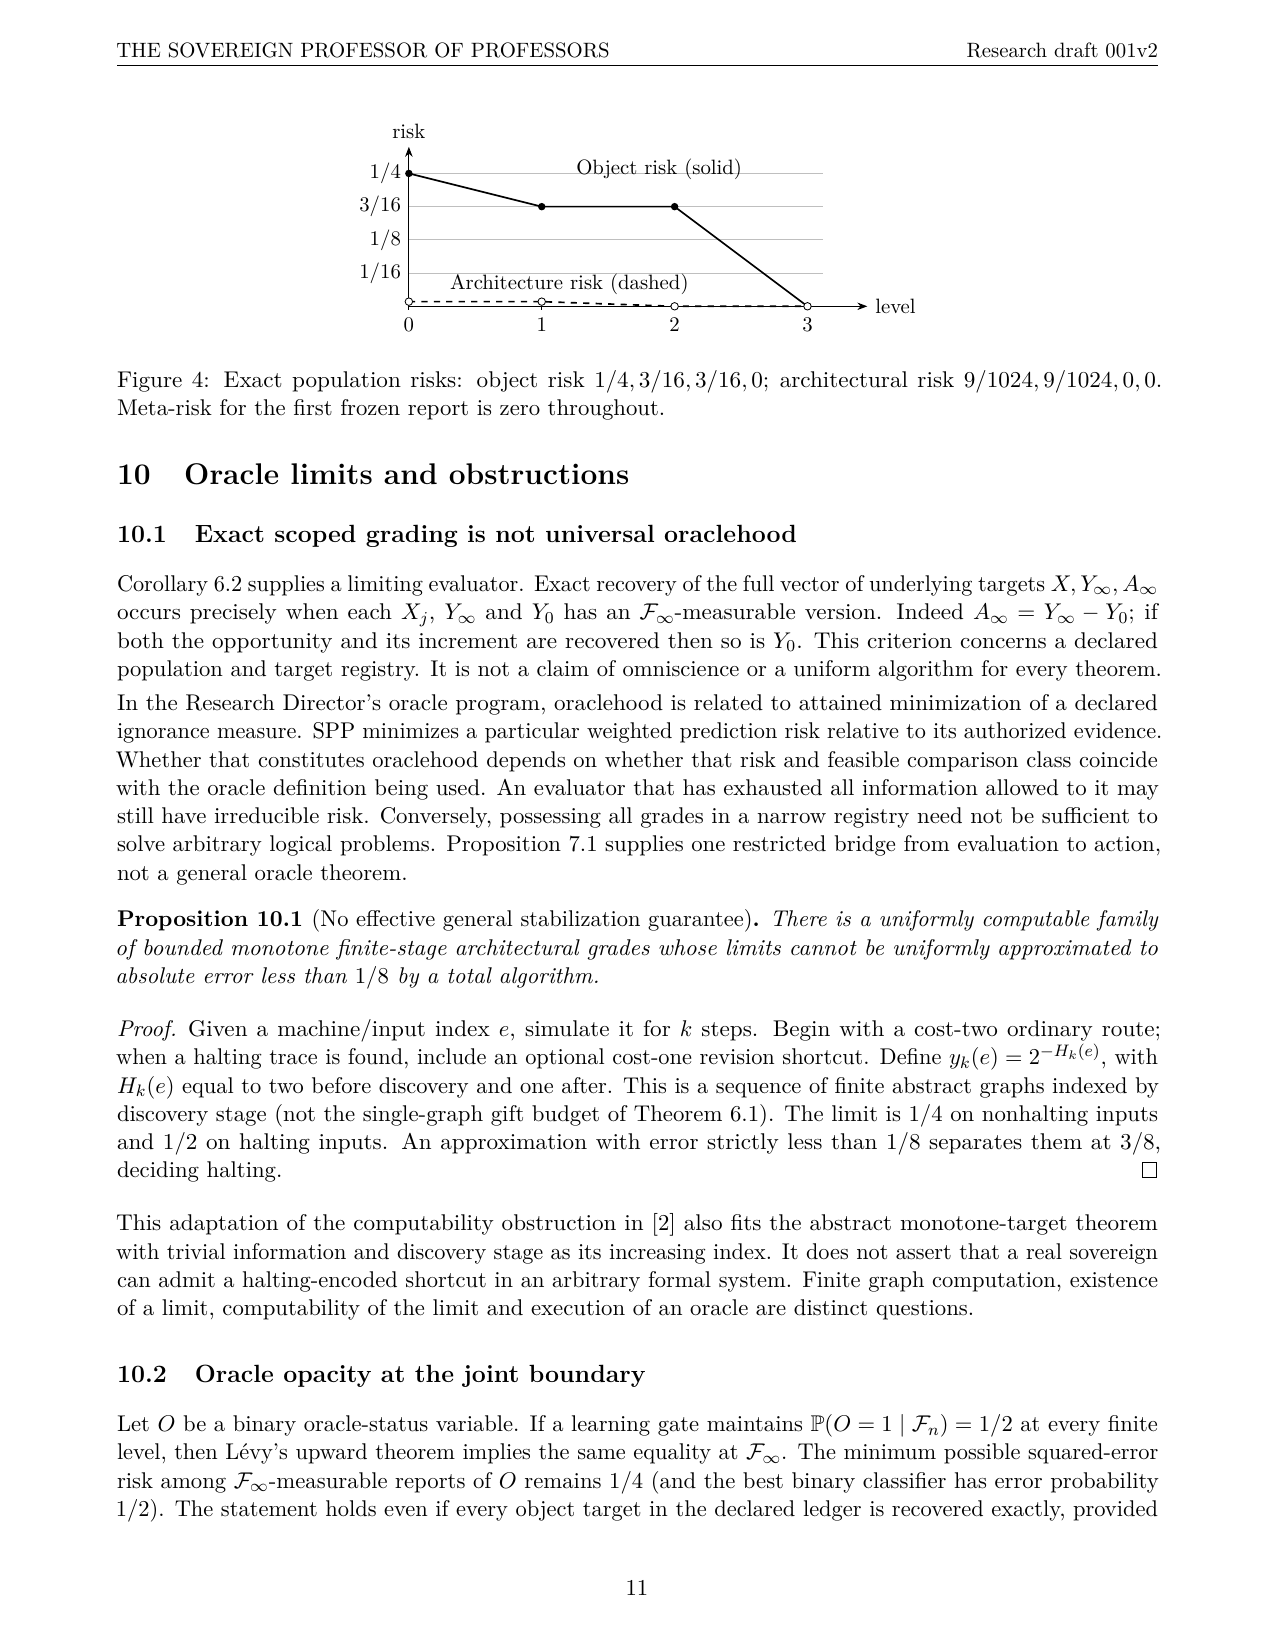 THE SOVEREIGN PROFESSOR OF PROFESSORS Research draft 001v2
risk
1/4
Object risk (solid)
3/16
1/8
1/16
Architecture risk (dashed)
level
0 1 2 3
Figure 4: Exact population risks: object risk 1/4, 3/16, 3/16, 0; architectural risk 9/1024, 9/1024, 0, 0.
Meta-risk for the first frozen report is zero throughout.
10 Oracle limits and obstructions
10.1 Exact scoped grading is not universal oraclehood
Corollary 6.2 supplies a limiting evaluator. Exact recovery of the full vector of underlying targets X, Y∞, A∞
occurs precisely when each Xⱼ, Y∞ and Y₀ has an ℱ∞-measurable version. Indeed A∞ = Y∞ − Y₀; if
both the opportunity and its increment are recovered then so is Y₀. This criterion concerns a declared
population and target registry. It is not a claim of omniscience or a uniform algorithm for every theorem.
In the Research Director's oracle program, oraclehood is related to attained minimization of a declared
ignorance measure. SPP minimizes a particular weighted prediction risk relative to its authorized evidence.
Whether that constitutes oraclehood depends on whether that risk and feasible comparison class coincide
with the oracle definition being used. An evaluator that has exhausted all information allowed to it may
still have irreducible risk. Conversely, possessing all grades in a narrow registry need not be sufficient to
solve arbitrary logical problems. Proposition 7.1 supplies one restricted bridge from evaluation to action,
not a general oracle theorem.
Proposition 10.1 (No effective general stabilization guarantee). There is a uniformly computable family
of bounded monotone finite-stage architectural grades whose limits cannot be uniformly approximated to
absolute error less than 1/8 by a total algorithm.
Proof. Given a machine/input index e, simulate it for k steps. Begin with a cost-two ordinary route;
when a halting trace is found, include an optional cost-one revision shortcut. Define yₖ(e) = 2^{−Hₖ(e)}, with
Hₖ(e) equal to two before discovery and one after. This is a sequence of finite abstract graphs indexed by
discovery stage (not the single-graph gift budget of Theorem 6.1). The limit is 1/4 on nonhalting inputs
and 1/2 on halting inputs. An approximation with error strictly less than 1/8 separates them at 3/8,
deciding halting. □
This adaptation of the computability obstruction in [2] also fits the abstract monotone-target theorem
with trivial information and discovery stage as its increasing index. It does not assert that a real sovereign
can admit a halting-encoded shortcut in an arbitrary formal system. Finite graph computation, existence
of a limit, computability of the limit and execution of an oracle are distinct questions.
10.2 Oracle opacity at the joint boundary
Let O be a binary oracle-status variable. If a learning gate maintains ℙ(O = 1 | ℱₙ) = 1/2 at every finite
level, then Lévy's upward theorem implies the same equality at ℱ∞. The minimum possible squared-error
risk among ℱ∞-measurable reports of O remains 1/4 (and the best binary classifier has error probability
1/2). The statement holds even if every object target in the declared ledger is recovered exactly, provided
11